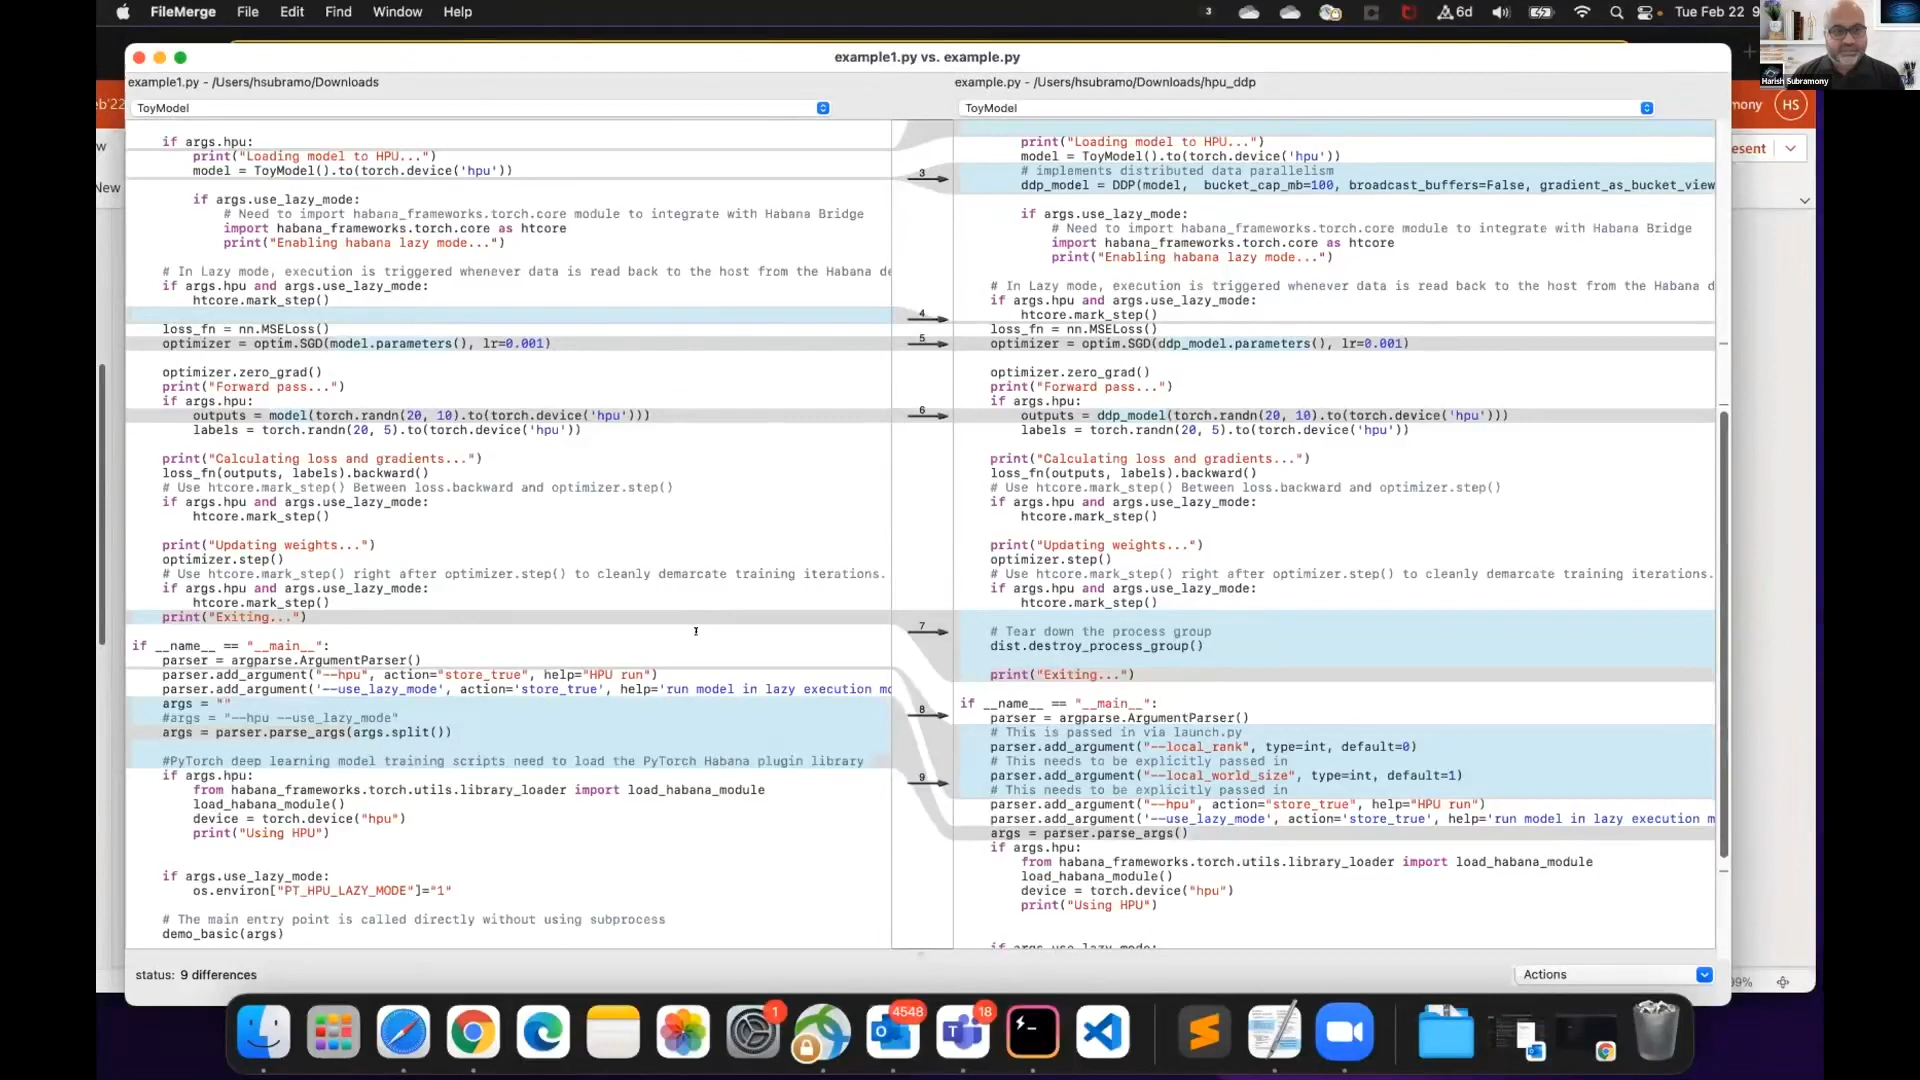 FileMerge File Edit Find Window Help
3 6d Tue Feb 22 9
Harish Subramony
example1.py vs. example.py
example1.py - /Users/hsubramo/Downloads
example.py - /Users/hsubramo/Downloads/hpu_ddp
eb'22
mony HS
ToyModel
ToyModel
w
esent
New
if args.hpu:
print("Loading model to HPU...")
model = ToyModel().to(torch.device('hpu'))
if args.use_lazy_mode:
# Need to import habana_frameworks.torch.core module to integrate with Habana Bridge
import habana_frameworks.torch.core as htcore
print("Enabling habana lazy mode...")
# In Lazy mode, execution is triggered whenever data is read back to the host from the Habana de
if args.hpu and args.use_lazy_mode:
htcore.mark_step()
loss_fn = nn.MSELoss()
optimizer = optim.SGD(model.parameters(), lr=0.001)
optimizer.zero_grad()
print("Forward pass...")
if args.hpu:
outputs = model(torch.randn(20, 10).to(torch.device('hpu')))
labels = torch.randn(20, 5).to(torch.device('hpu'))
print("Calculating loss and gradients...")
loss_fn(outputs, labels).backward()
# Use htcore.mark_step() Between loss.backward and optimizer.step()
if args.hpu and args.use_lazy_mode:
htcore.mark_step()
print("Updating weights...")
optimizer.step()
# Use htcore.mark_step() right after optimizer.step() to cleanly demarcate training iterations.
if args.hpu and args.use_lazy_mode:
htcore.mark_step()
print("Exiting...")
if __name__ == "__main__":
parser = argparse.ArgumentParser()
parser.add_argument("--hpu", action="store_true", help="HPU run")
parser.add_argument('--use_lazy_mode', action='store_true', help='run model in lazy execution mo
args = ""
#args = "--hpu --use_lazy_mode"
args = parser.parse_args(args.split())
#PyTorch deep learning model training scripts need to load the PyTorch Habana plugin library
if args.hpu:
from habana_frameworks.torch.utils.library_loader import load_habana_module
load_habana_module()
device = torch.device("hpu")
print("Using HPU")
if args.use_lazy_mode:
os.environ["PT_HPU_LAZY_MODE"]="1"
# The main entry point is called directly without using subprocess
demo_basic(args)
3
4
5
6
7
8
9
print("Loading model to HPU...")
model = ToyModel().to(torch.device('hpu'))
# implements distributed data parallelism
ddp_model = DDP(model, bucket_cap_mb=100, broadcast_buffers=False, gradient_as_bucket_view
if args.use_lazy_mode:
# Need to import habana_frameworks.torch.core module to integrate with Habana Bridge
import habana_frameworks.torch.core as htcore
print("Enabling habana lazy mode...")
# In Lazy mode, execution is triggered whenever data is read back to the host from the Habana d
if args.hpu and args.use_lazy_mode:
htcore.mark_step()
loss_fn = nn.MSELoss()
optimizer = optim.SGD(ddp_model.parameters(), lr=0.001)
optimizer.zero_grad()
print("Forward pass...")
if args.hpu:
outputs = ddp_model(torch.randn(20, 10).to(torch.device('hpu')))
labels = torch.randn(20, 5).to(torch.device('hpu'))
print("Calculating loss and gradients...")
loss_fn(outputs, labels).backward()
# Use htcore.mark_step() Between loss.backward and optimizer.step()
if args.hpu and args.use_lazy_mode:
htcore.mark_step()
print("Updating weights...")
optimizer.step()
# Use htcore.mark_step() right after optimizer.step() to cleanly demarcate training iterations.
if args.hpu and args.use_lazy_mode:
htcore.mark_step()
# Tear down the process group
dist.destroy_process_group()
print("Exiting...")
if __name__ == "__main__":
parser = argparse.ArgumentParser()
# This is passed in via launch.py
parser.add_argument("--local_rank", type=int, default=0)
# This needs to be explicitly passed in
parser.add_argument("--local_world_size", type=int, default=1)
# This needs to be explicitly passed in
parser.add_argument("--hpu", action="store_true", help="HPU run")
parser.add_argument('--use_lazy_mode', action='store_true', help='run model in lazy execution m
args = parser.parse_args()
if args.hpu:
from habana_frameworks.torch.utils.library_loader import load_habana_module
load_habana_module()
device = torch.device("hpu")
print("Using HPU")
if args.use_lazy_mode:
status: 9 differences
Actions
99%
1 4548 18